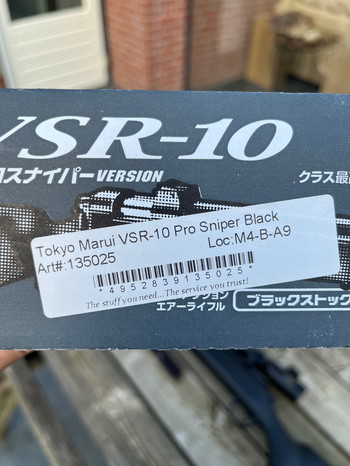 VSR-10
ロスナイパーVERSION クラス最
Tokyo Marui VSR-10 Pro Sniper Black
Art#:135025 Loc:M4-B-A9
*4952839135025*
The stuff you need...The service you trust!
エアーライフル ブラックストック